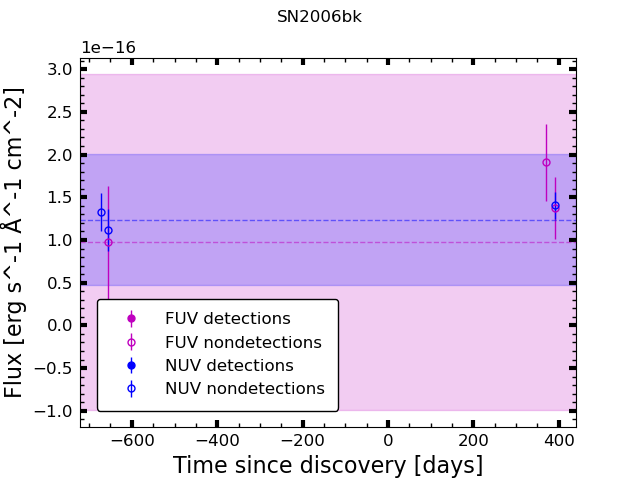 SN2006bk
1e−16
3.0
2.5
2.0
1.5
1.0
0.5
0.0
−0.5
−1.0
Flux [erg s^-1 Å^-1 cm^-2]
FUV detections
FUV nondetections
NUV detections
NUV nondetections
−600 −400 −200 0 200 400
Time since discovery [days]